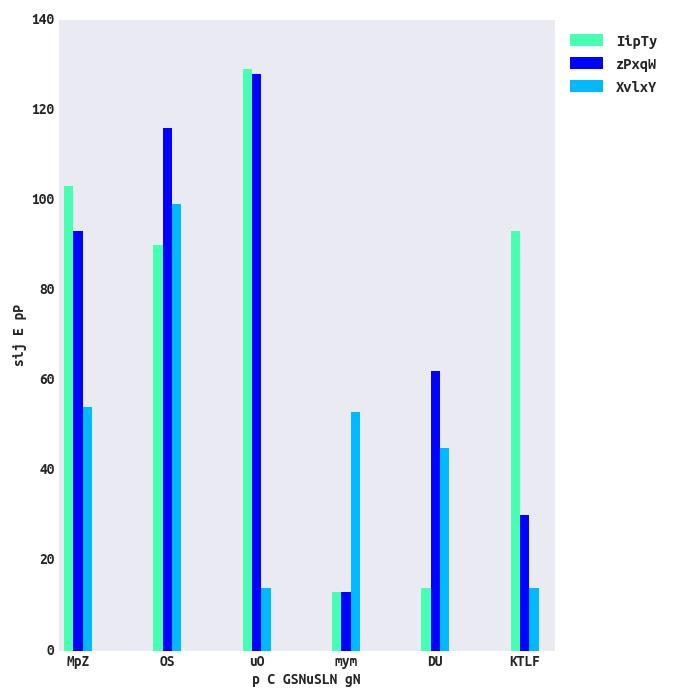 140
120
100
80
60
40
20
0
sij E pP
MpZ OS uO mym DU KTLF
p C GSNuSLN gN
IipTy
zPxqW
XvlxY